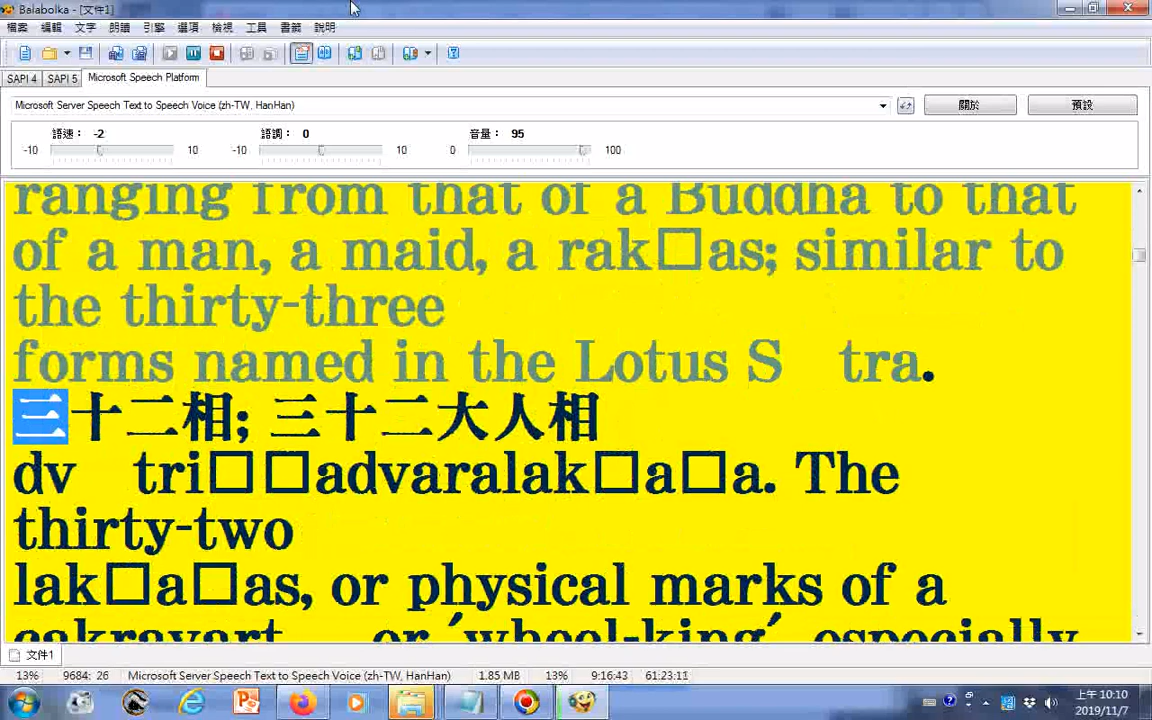 Balabolka - [文件1]
檔案 編輯 文字 朗讀 引擎 選項 檢視 工具 書籤 說明
SAPI 4 SAPI 5 Microsoft Speech Platform
Microsoft Server Speech Text to Speech Voice (zh-TW, HanHan) 關於 預設
語速： -2 語調： 0 音量： 95
-10 10 -10 10 0 100
ranging from that of a Buddha to that
of a man, a maid, a rak□as; similar to
the thirty-three
forms named in the Lotus S tra.
三十二相; 三十二大人相
dv tri□□advaralak□a□a. The
thirty-two
lak□a□as, or physical marks of a
cakravart or 'wheel-king', especially
文件1
13% 9684: 26 Microsoft Server Speech Text to Speech Voice (zh-TW, HanHan) 1.85 MB 13% 9:16:43 61:23:11
上午 10:10
2019/11/7